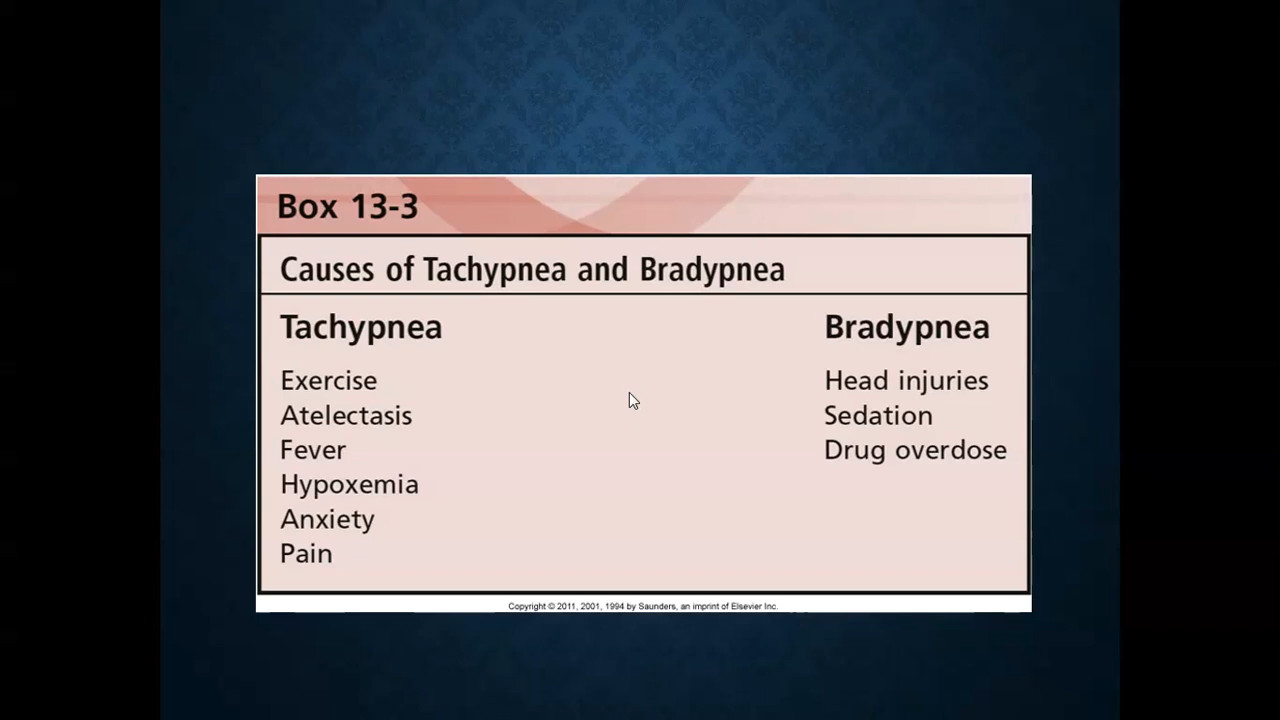 Box 13-3
Causes of Tachypnea and Bradypnea
Tachypnea
Exercise
Atelectasis
Fever
Hypoxemia
Anxiety
Pain
Bradypnea
Head injuries
Sedation
Drug overdose
Copyright © 2011, 2001, 1994 by Saunders, an imprint of Elsevier Inc.